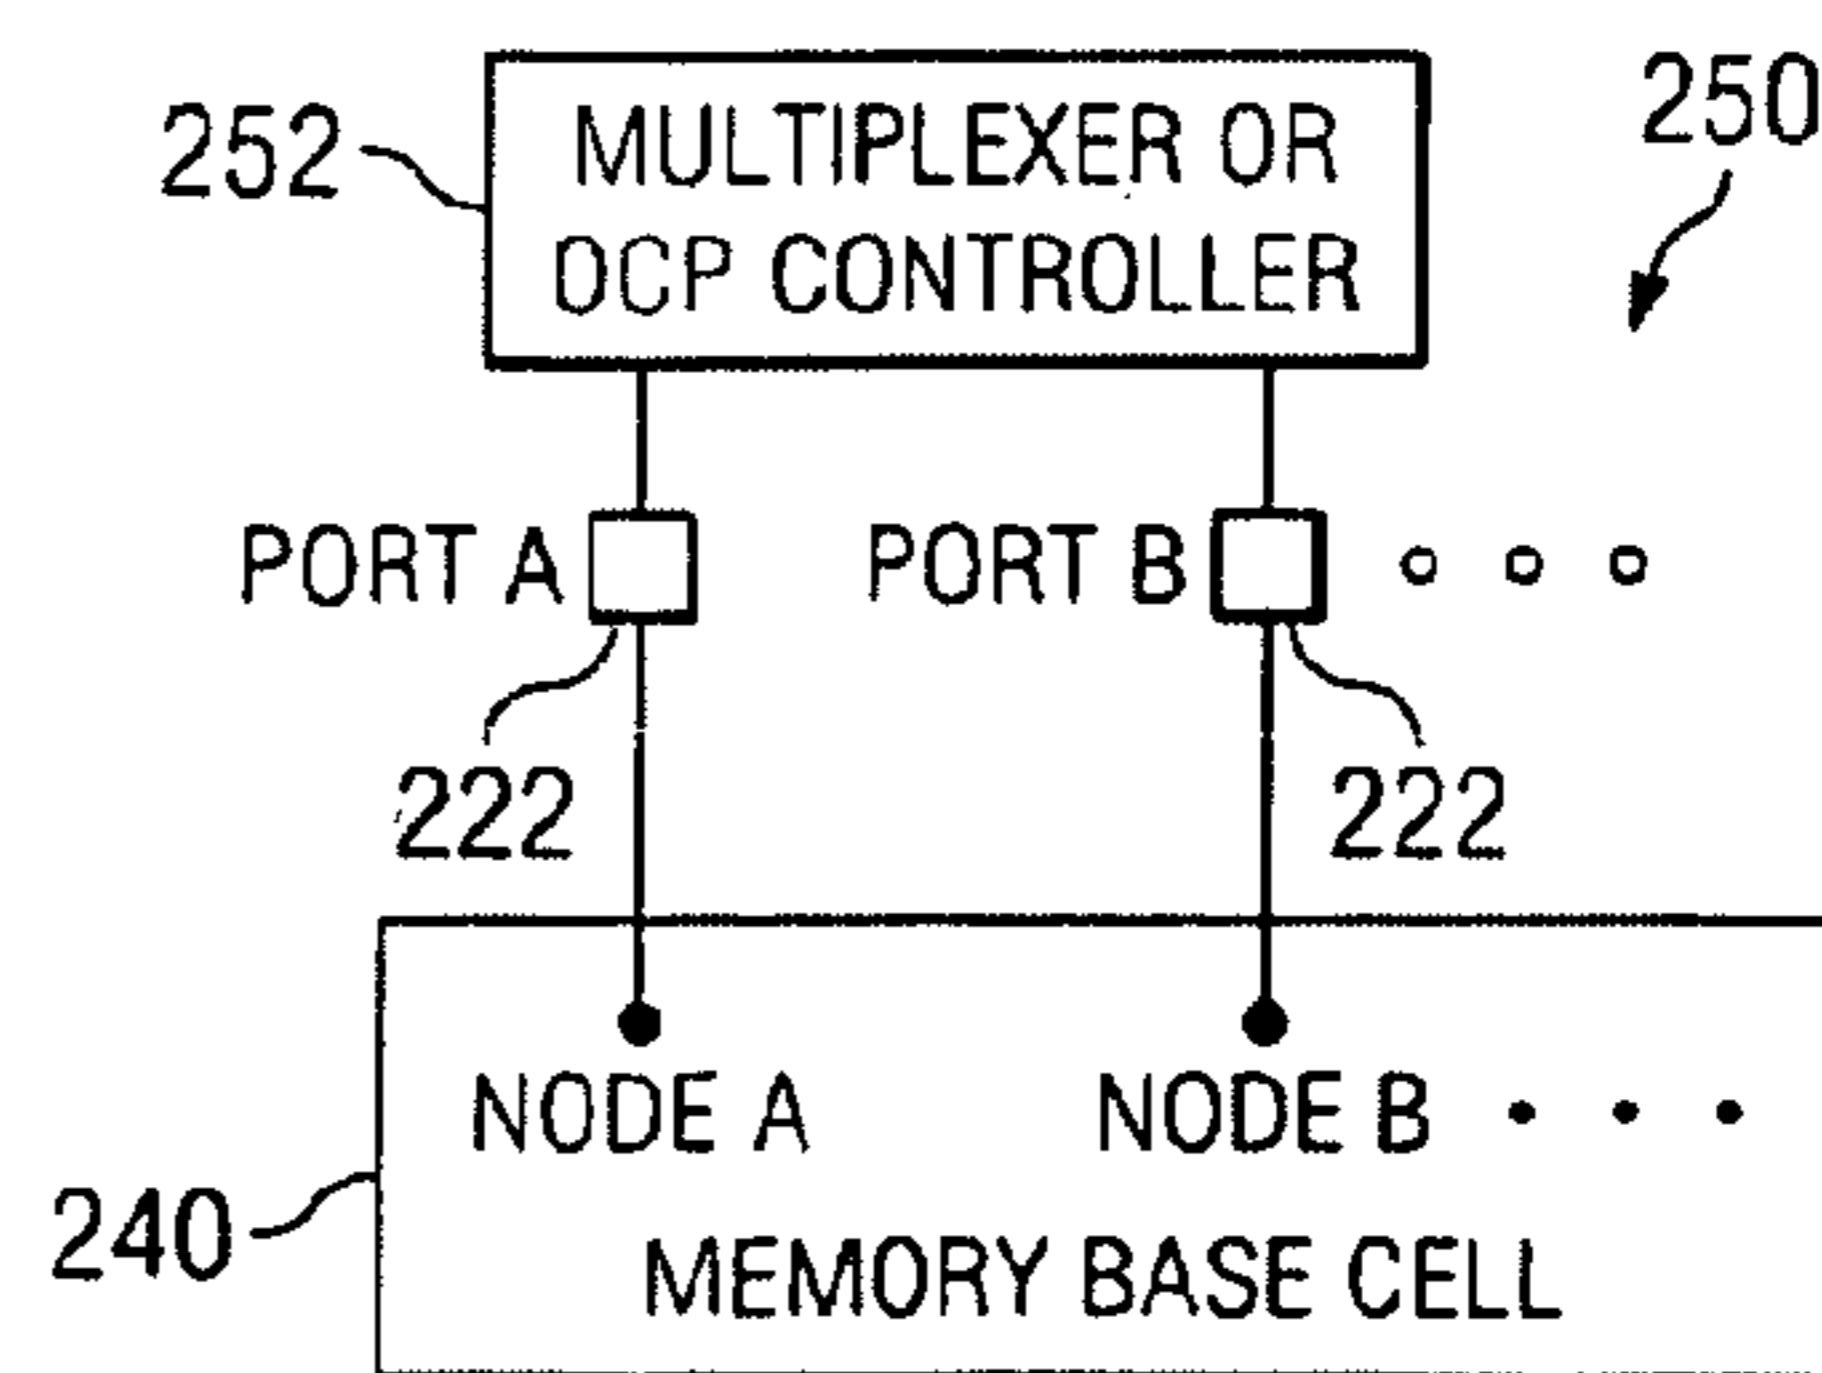 250
252
MULTIPLEXER OR
OCP CONTROLLER
PORT A
PORT B
222
222
NODE A
NODE B
240
MEMORY BASE CELL